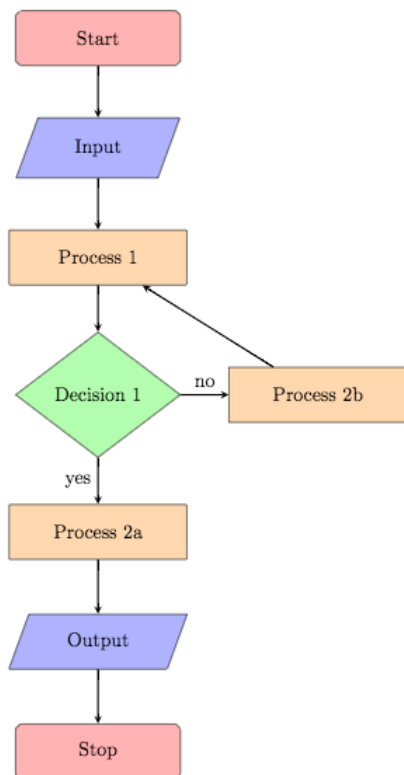 Start
Input
Process 1
Decision 1
no
Process 2b
yes
Process 2a
Output
Stop